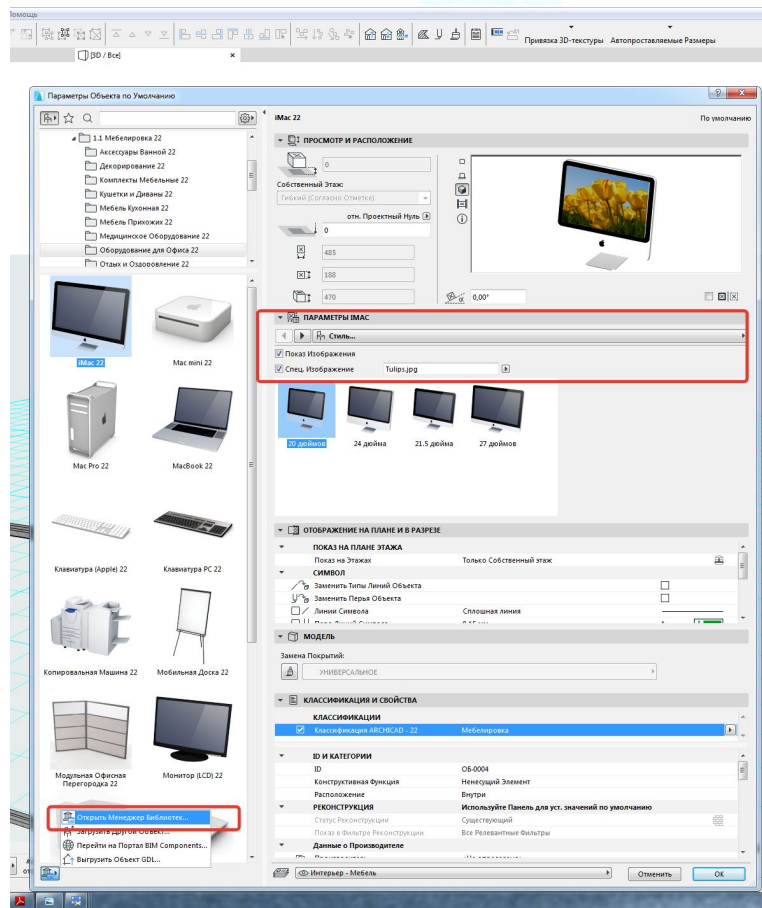 Помощь
Привязка 3D-текстуры Автопроставляемые Размеры
[3D / Все]
Параметры Объекта по Умолчанию
iMac 22 По умолчанию
1.1 Мебелировка 22
Аксессуары Ванной 22
Декорирование 22
Комплекты Мебельные 22
Кушетки и Диваны 22
Мебель Кухонная 22
Мебель Прихожих 22
Медицинское Оборудование 22
Оборудование для Офиса 22
Отдых и Оздоровление 22
iMac 22 Mac mini 22
Mac Pro 22 MacBook 22
Клавиатура (Apple) 22 Клавиатура PC 22
Копировальная Машина 22 Мобильная Доска 22
Модульная Офисная Перегородка 22 Монитор (LCD) 22
Открыть Менеджер Библиотек...
Загрузить Другой Объект...
Перейти на Портал BIM Components...
Выгрузить Объект GDL...
ПРОСМОТР И РАСПОЛОЖЕНИЕ
0
Собственный Этаж:
Гибкий (Согласно Отметке)
отн. Проектный Нуль
0
485
188
470
α 0,00°
ПАРАМЕТРЫ IMAC
Стиль...
Показ Изображения
Спец. Изображение Tulips.jpg
20 дюймов 24 дюйма 21.5 дюйма 27 дюймов
ОТОБРАЖЕНИЕ НА ПЛАНЕ И В РАЗРЕЗЕ
ПОКАЗ НА ПЛАНЕ ЭТАЖА
Показ на Этажах Только Собственный этаж
СИМВОЛ
Заменить Типы Линий Объекта
Заменить Перья Объекта
Линии Символа Сплошная линия
МОДЕЛЬ
Замена Покрытий:
УНИВЕРСАЛЬНОЕ
КЛАССИФИКАЦИЯ И СВОЙСТВА
КЛАССИФИКАЦИИ
Классификация ARCHICAD - 22 Мебелировка
ID И КАТЕГОРИИ
ID ОБ-0004
Конструктивная Функция Ненесущий Элемент
Расположение Внутри
РЕКОНСТРУКЦИЯ Используйте Панель для уст. значений по умолчанию
Статус Реконструкции Существующий
Показ в Фильтре Реконструкции Все Релевантные Фильтры
Данные о Производителе
Интерьер - Мебель
Отменить OK